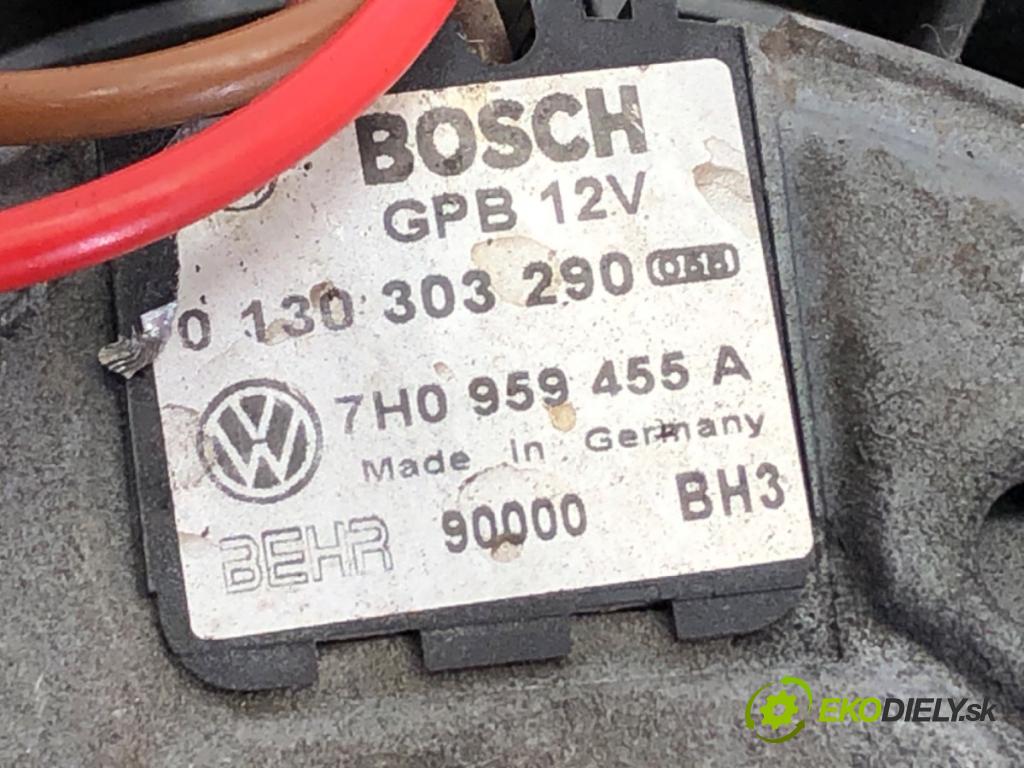 BOSCH
GPB 12V
0 130 303 290
7H0 959 455 A
Made in Germany
BEHR 90000 BH3
EKODIELY.sk